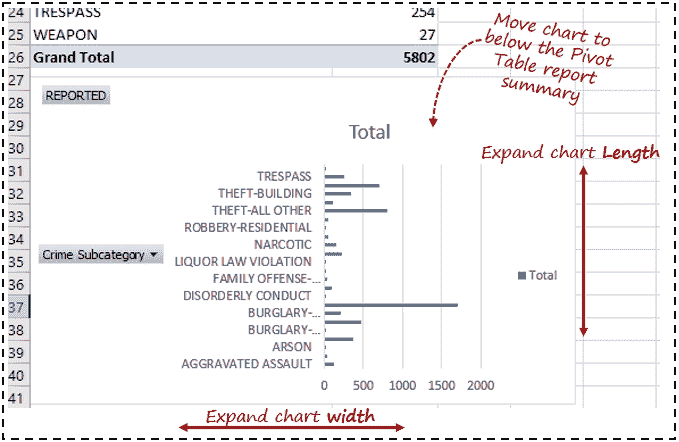 24 TRESPASS 254
25 WEAPON 27
26 Grand Total 5802
Move chart to
below the Pivot
Table report
summary
27
28 REPORTED
29 Total
30
Expand chart Length
31 TRESPASS
32 THEFT-BUILDING
33 THEFT-ALL OTHER
ROBBERY-RESIDENTIAL
34 NARCOTIC
Crime Subcategory
35 LIQUOR LAW VIOLATION
Total
36 FAMILY OFFENSE-...
DISORDERLY CONDUCT
37 BURGLARY-...
38 BURGLARY-...
39 ARSON
AGGRAVATED ASSAULT
40 0 500 1000 1500 2000
41
Expand chart width